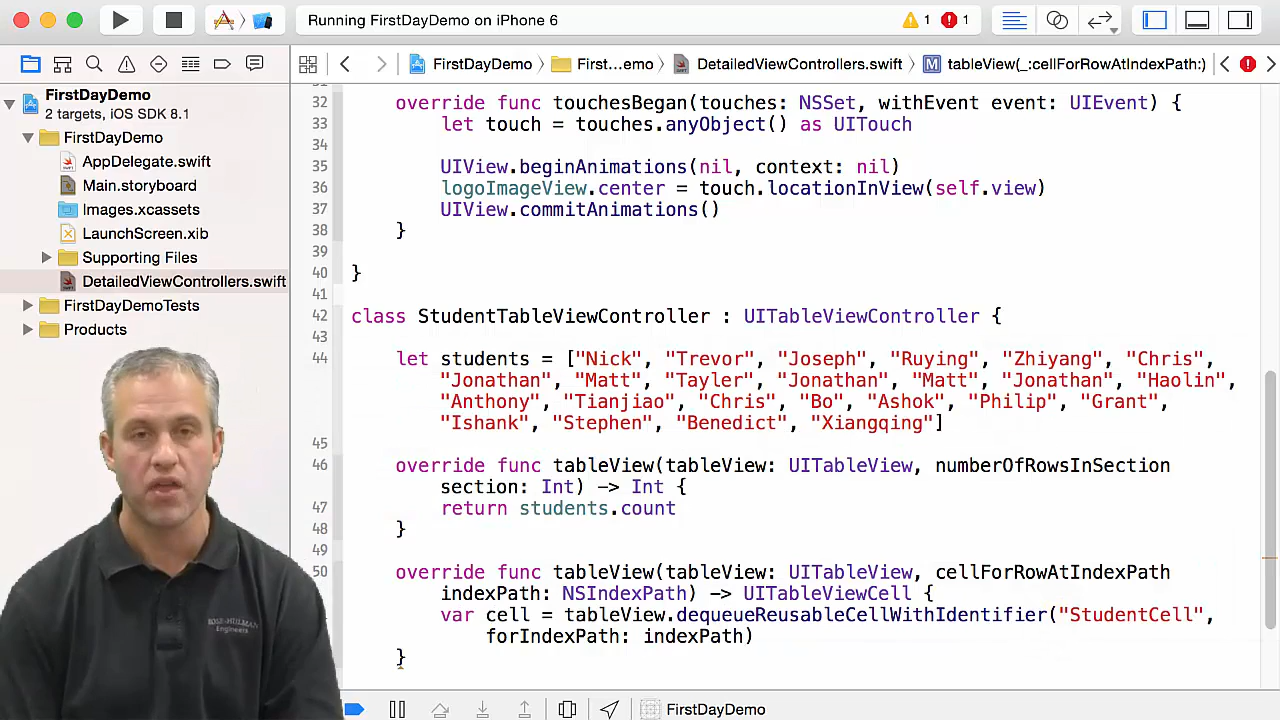 Running FirstDayDemo on iPhone 6
1
1
FirstDayDemo
First...emo
DetailedViewControllers.swift
M
tableView(_:cellForRowAtIndexPath:)
FirstDayDemo
2 targets, iOS SDK 8.1
FirstDayDemo
AppDelegate.swift
Main.storyboard
Images.xcassets
LaunchScreen.xib
Supporting Files
DetailedViewControllers.swift
FirstDayDemoTests
Products
32 override func touchesBegan(touches: NSSet, withEvent event: UIEvent) {
33 let touch = touches.anyObject() as UITouch
34
35 UIView.beginAnimations(nil, context: nil)
36 logoImageView.center = touch.locationInView(self.view)
37 UIView.commitAnimations()
38 }
39
40 }
41
42 class StudentTableViewController : UITableViewController {
43
44 let students = ["Nick", "Trevor", "Joseph", "Ruying", "Zhiyang", "Chris",
"Jonathan", "Matt", "Tayler", "Jonathan", "Matt", "Jonathan", "Haolin",
"Anthony", "Tianjiao", "Chris", "Bo", "Ashok", "Philip", "Grant",
"Ishank", "Stephen", "Benedict", "Xiangqing"]
45
46 override func tableView(tableView: UITableView, numberOfRowsInSection
section: Int) -> Int {
47 return students.count
48 }
49
50 override func tableView(tableView: UITableView, cellForRowAtIndexPath
indexPath: NSIndexPath) -> UITableViewCell {
var cell = tableView.dequeueReusableCellWithIdentifier("StudentCell",
forIndexPath: indexPath)
}
ROSE-HULMAN
Engineers
FirstDayDemo